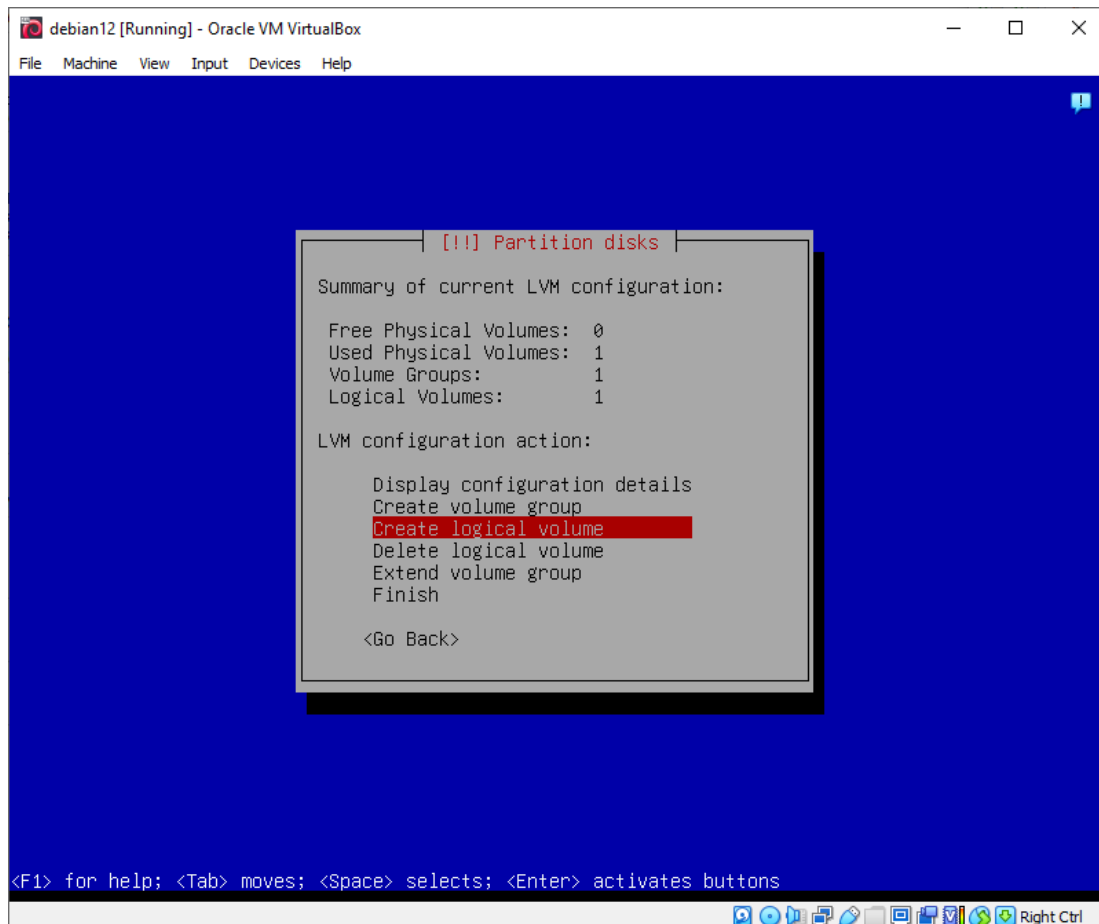 debian12 [Running] - Oracle VM VirtualBox
File Machine View Input Devices Help
[!!] Partition disks
Summary of current LVM configuration:
Free Physical Volumes: 0
Used Physical Volumes: 1
Volume Groups: 1
Logical Volumes: 1
LVM configuration action:
Display configuration details
Create volume group
Create logical volume
Delete logical volume
Extend volume group
Finish
<Go Back>
<F1> for help; <Tab> moves; <Space> selects; <Enter> activates buttons
Right Ctrl